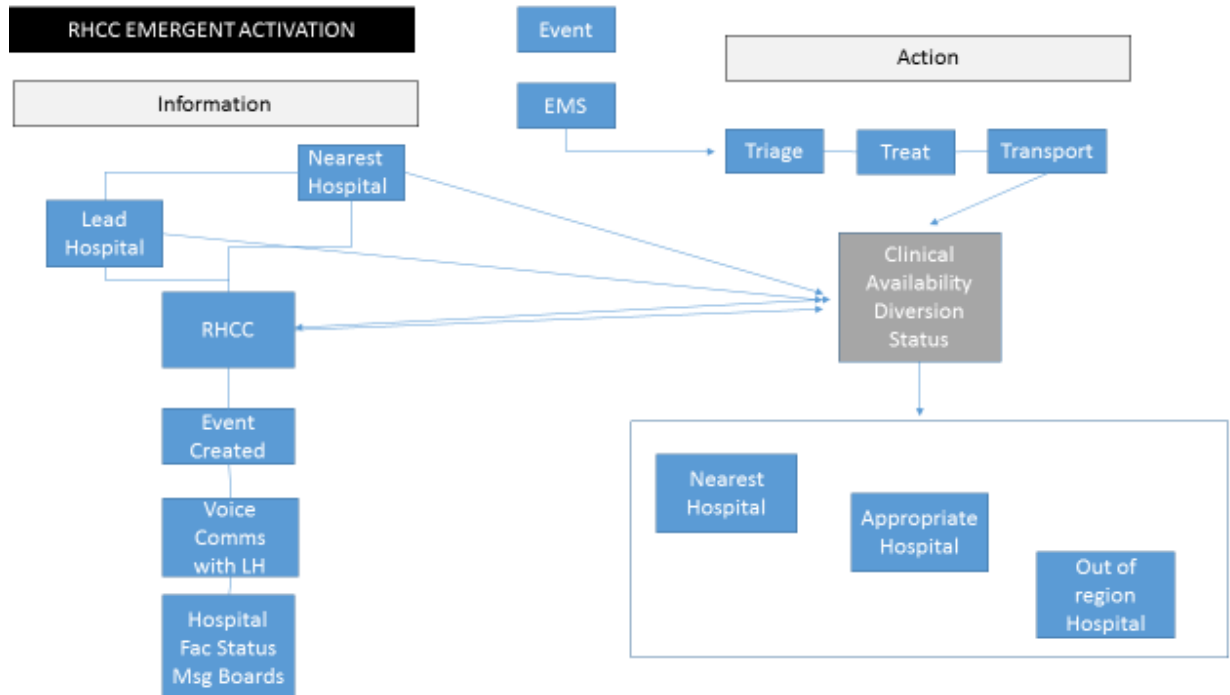 RHCC EMERGENT ACTIVATION
Event
Action
Information
EMS
Triage
Treat
Transport
Nearest
Hospital
Lead
Hospital
Clinical
Availability
Diversion
Status
RHCC
Event
Created
Nearest
Hospital
Appropriate
Hospital
Voice
Comms
with LH
Out of
region
Hospital
Hospital
Fac Status
Msg Boards